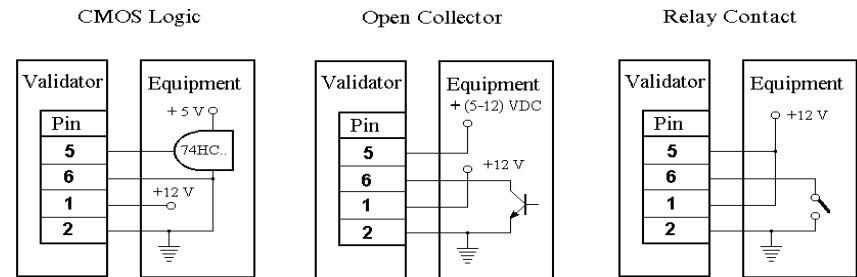 CMOS Logic
Validator
Equipment
+ 5 V
Pin
5
74HC..
6
+12 V
1
2
Open Collector
Validator
Equipment
+ (5-12) VDC
Pin
5
+12 V
6
1
2
Relay Contact
Validator
Equipment
+12 V
Pin
5
6
1
2